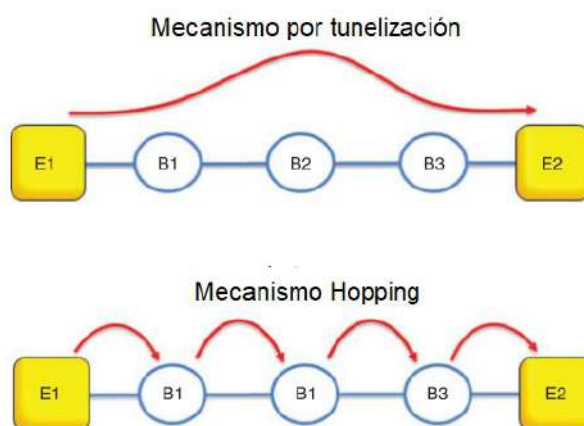 Mecanismo por tunelización
E1 B1 B2 B3 E2
Mecanismo Hopping
E1 B1 B1 B3 E2